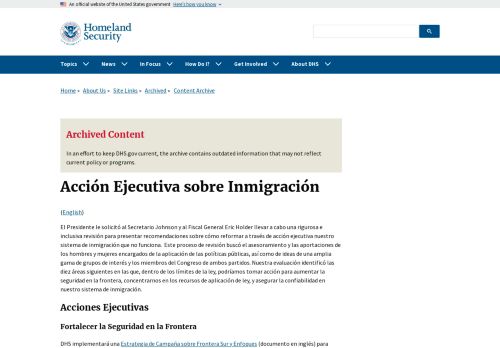 An official website of the United States government Here's how you know
Homeland
Security
Topics News In Focus How Do I? Get Involved About DHS
Home » About Us » Site Links » Archived » Content Archive
Archived Content
In an effort to keep DHS.gov current, the archive contains outdated information that may not reflect
current policy or programs.
Acción Ejecutiva sobre Inmigración
(English)
El Presidente le solicitó al Secretario Johnson y al Fiscal General Eric Holder llevar a cabo una rigurosa e
inclusiva revisión para presentar recomendaciones sobre cómo reformar a través de acción ejecutiva nuestro
sistema de inmigración que no funciona. Este proceso de revisión buscó el asesoramiento y las aportaciones de
los hombres y mujeres encargados de la aplicación de las políticas públicas, así como de ideas de una amplia
gama de grupos de interés y los miembros del Congreso de ambos partidos. Nuestra evaluación identificó las
diez áreas siguientes en las que, dentro de los límites de la ley, podríamos tomar acción para aumentar la
seguridad en la frontera, concentrarnos en los recursos de aplicación de ley, y asegurar la confiabilidad en
nuestro sistema de inmigración.
Acciones Ejecutivas
Fortalecer la Seguridad en la Frontera
DHS implementará una Estrategia de Campaña sobre Frontera Sur y Enfoques (documento en inglés) para